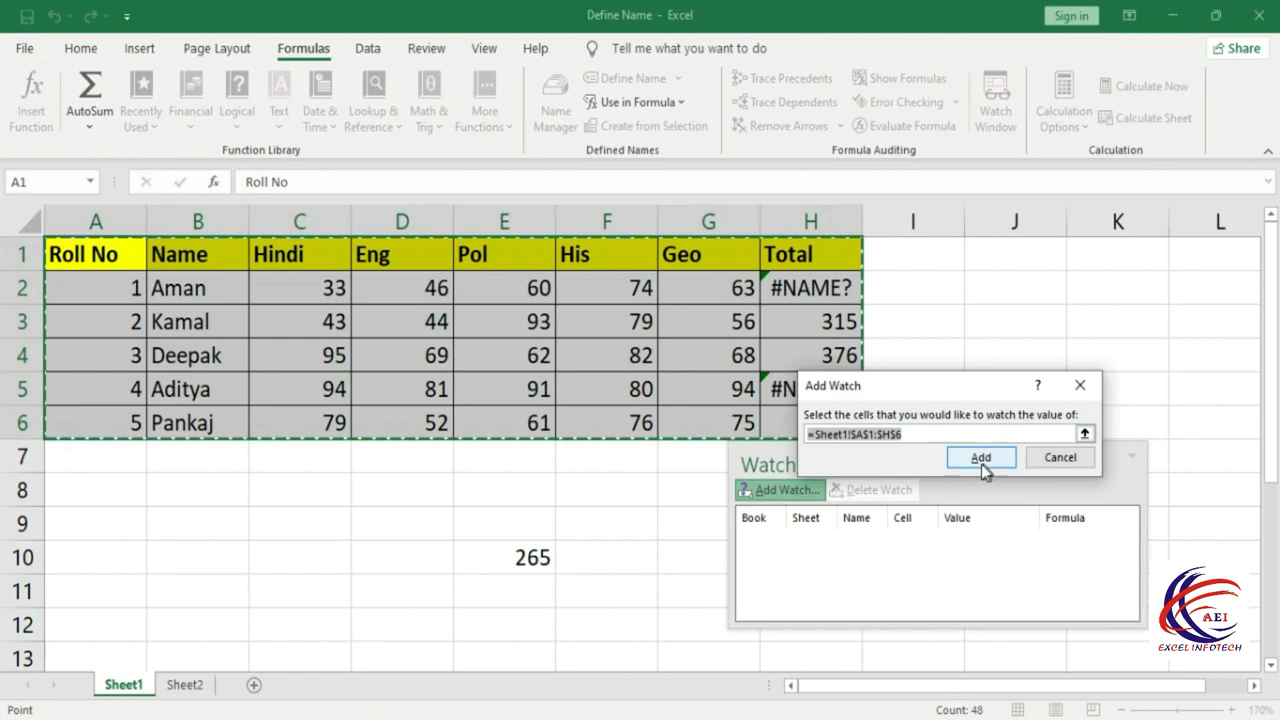 Define Name - Excel
Sign in
File Home Insert Page Layout Formulas Data Review View Help Tell me what you want to do Share
Insert Function
AutoSum
Recently Used
Financial
Logical
Text
Date & Time
Lookup & Reference
Math & Trig
More Functions
Function Library
Name Manager
Define Name
Use in Formula
Create from Selection
Defined Names
Trace Precedents
Trace Dependents
Remove Arrows
Show Formulas
Error Checking
Evaluate Formula
Formula Auditing
Watch Window
Calculation Options
Calculate Now
Calculate Sheet
Calculation
A1 fx Roll No
A B C D E F G H I J K L
1 Roll No Name Hindi Eng Pol His Geo Total
2 1 Aman 33 46 60 74 63 #NAME?
3 2 Kamal 43 44 93 79 56 315
4 3 Deepak 95 69 62 82 68 376
5 4 Aditya 94 81 91 80 94
6 5 Pankaj 79 52 61 76 75
7
8
9
10 265
11
12
13
Add Watch ?
Select the cells that you would like to watch the value of:
=Sheet1!$A$1:$H$6
Add Cancel
Watch
Add Watch... Delete Watch
Book Sheet Name Cell Value Formula
AEI
EXCEL INFOTECH
Sheet1 Sheet2
Point Count: 48 170%